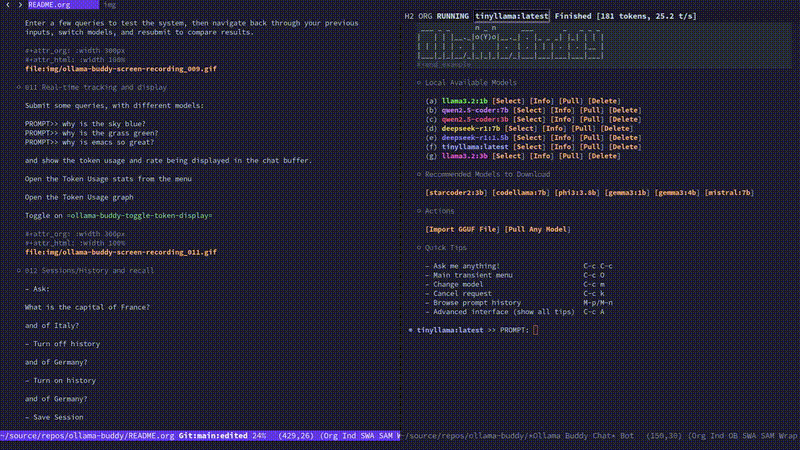 README.org
img
Enter a few queries to test the system, then navigate back through your previous
inputs, switch models, and resubmit to compare results.
#+attr_org: :width 300px
#+attr_html: :width 100%
file:img/ollama-buddy-screen-recording_009.gif
011 Real-time tracking and display
Submit some queries, with different models:
PROMPT>> why is the sky blue?
PROMPT>> why is the grass green?
PROMPT>> why is emacs so great?
and show the token usage and rate being displayed in the chat buffer.
Open the Token Usage stats from the menu
Open the Token Usage graph
Toggle on =ollama-buddy-toggle-token-display=
#+attr_org: :width 300px
#+attr_html: :width 100%
file:img/ollama-buddy-screen-recording_011.gif
012 Sessions/History and recall
– Ask:
What is the capital of France?
and of Italy?
– Turn off history
and of Germany?
– Turn on history
and of Germany?
– Save Session
~/source/repos/ollama-buddy/README.org Git:main:edited 24% (429,26) (Org Ind SWA SAM W
H2 ORG RUNNING tinyllama:latest Finished [181 tokens, 25.2 t/s]
#+end_example
Local Available Models
(a) llama3.2:1b [Select] [Info] [Pull] [Delete]
(b) qwen2.5-coder:7b [Select] [Info] [Pull] [Delete]
(c) qwen2.5-coder:3b [Select] [Info] [Pull] [Delete]
(d) deepseek-r1:7b [Select] [Info] [Pull] [Delete]
(e) deepseek-r1:1.5b [Select] [Info] [Pull] [Delete]
(f) tinyllama:latest [Select] [Info] [Pull] [Delete]
(g) llama3.2:3b [Select] [Info] [Pull] [Delete]
Recommended Models to Download
[starcoder2:3b] [codellama:7b] [phi3:3.8b] [gemma3:1b] [gemma3:4b] [mistral:7b]
Actions
[Import GGUF File] [Pull Any Model]
Quick Tips
– Ask me anything! C-c C-c
– Main transient menu C-c O
– Change model C-c m
– Cancel request C-c k
– Browse prompt history M-p/M-n
– Advanced interface (show all tips) C-c A
* tinyllama:latest >> PROMPT:
~/source/repos/ollama-buddy/*Ollama Buddy Chat* Bot (150,30) (Org Ind OB SWA SAM Wrap